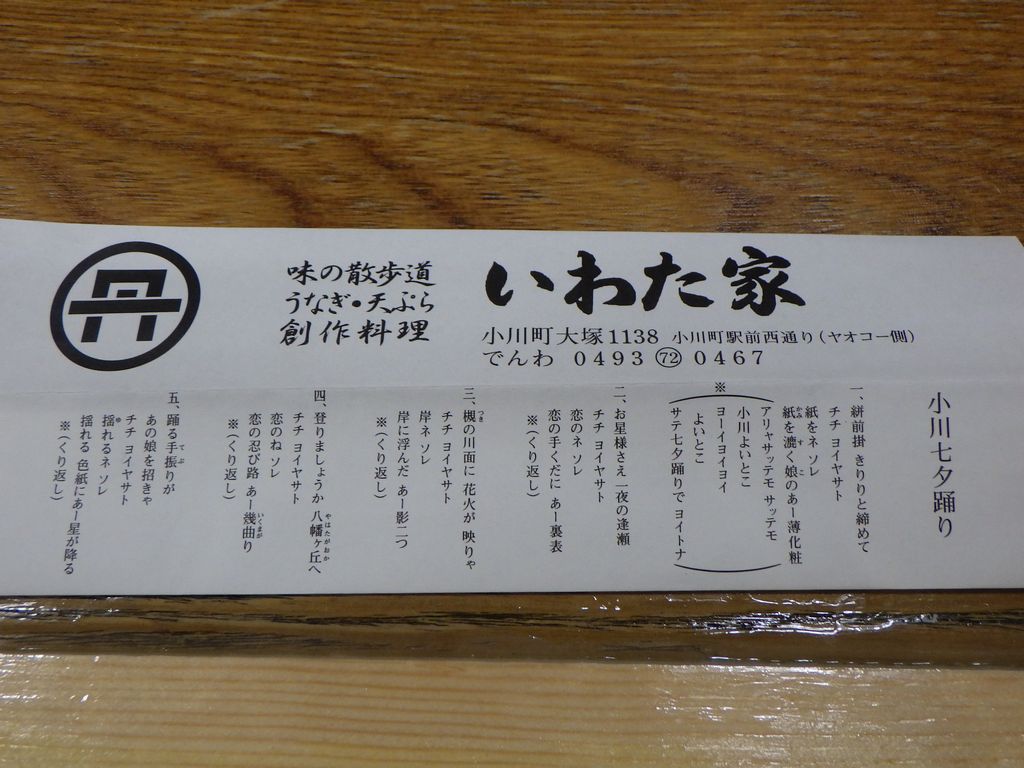 味の散歩道
うなぎ・天ぷら
創作料理
いわた家
小川町大塚1138 小川町駅前西通り(ヤオコー側)
でんわ 0493 72 0467
小川七夕踊り
一、絣前掛 きりりと締めて
チチ ヨイヤサト
紙をネ ソレ
紙を漉く娘のあー薄化粧
※
アリャサッテモ サッテモ
小川よいとこ
ヨーイヨイヨイ
よいとこ
サテ七夕踊りで ヨイトナ
二、お星様さえ 一夜の逢瀬
チチ ヨイヤサト
恋のネ ソレ
恋の手くだに あー裏表
※(くり返し)
三、槻の川面に 花火が 映りゃ
チチ ヨイヤサト
岸ネ ソレ
岸に浮んだ あー影二つ
※(くり返し)
四、登りましょうか 八幡ヶ丘へ
チチ ヨイヤサト
恋のね ソレ
恋の忍び路 あー幾曲り
※(くり返し)
五、踊る手振りが
あの娘を招きゃ
チチ ヨイヤサト
揺れるネ ソレ
揺れる 色紙にあー星が降る
※(くり返し)